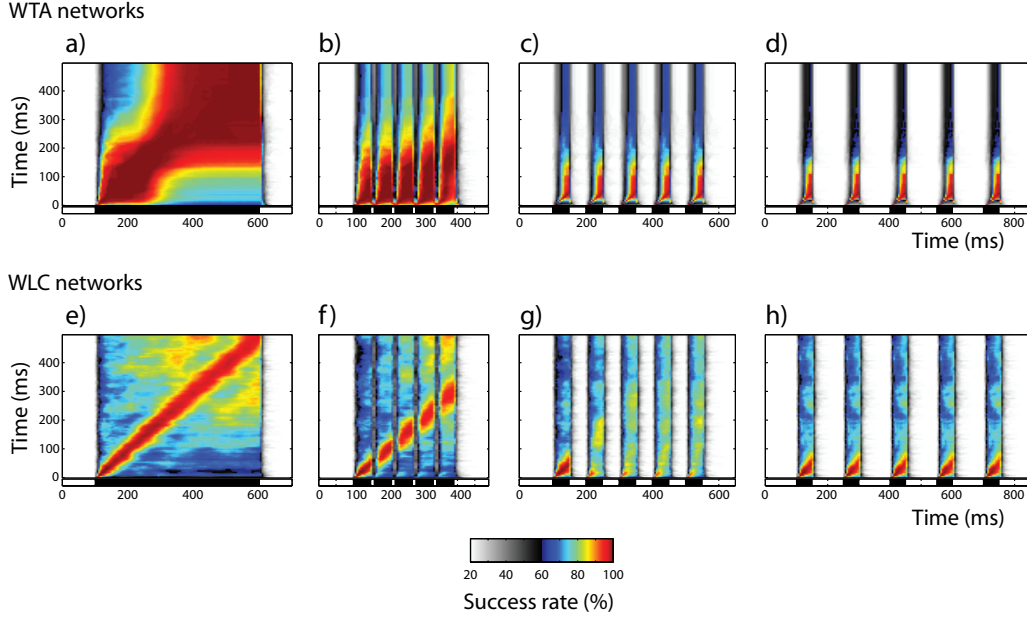 WTA networks
a) b) c) d)
Time (ms)
400
300
200
100
0
0 200 400 600
0 100 200 300 400
0 200 400 600
0 200 400 600 800
Time (ms)
WLC networks
e) f) g) h)
Time (ms)
400
300
200
100
0
0 200 400 600
0 100 200 300 400
0 200 400 600
0 200 400 600 800
Time (ms)
20 40 60 80 100
Success rate (%)